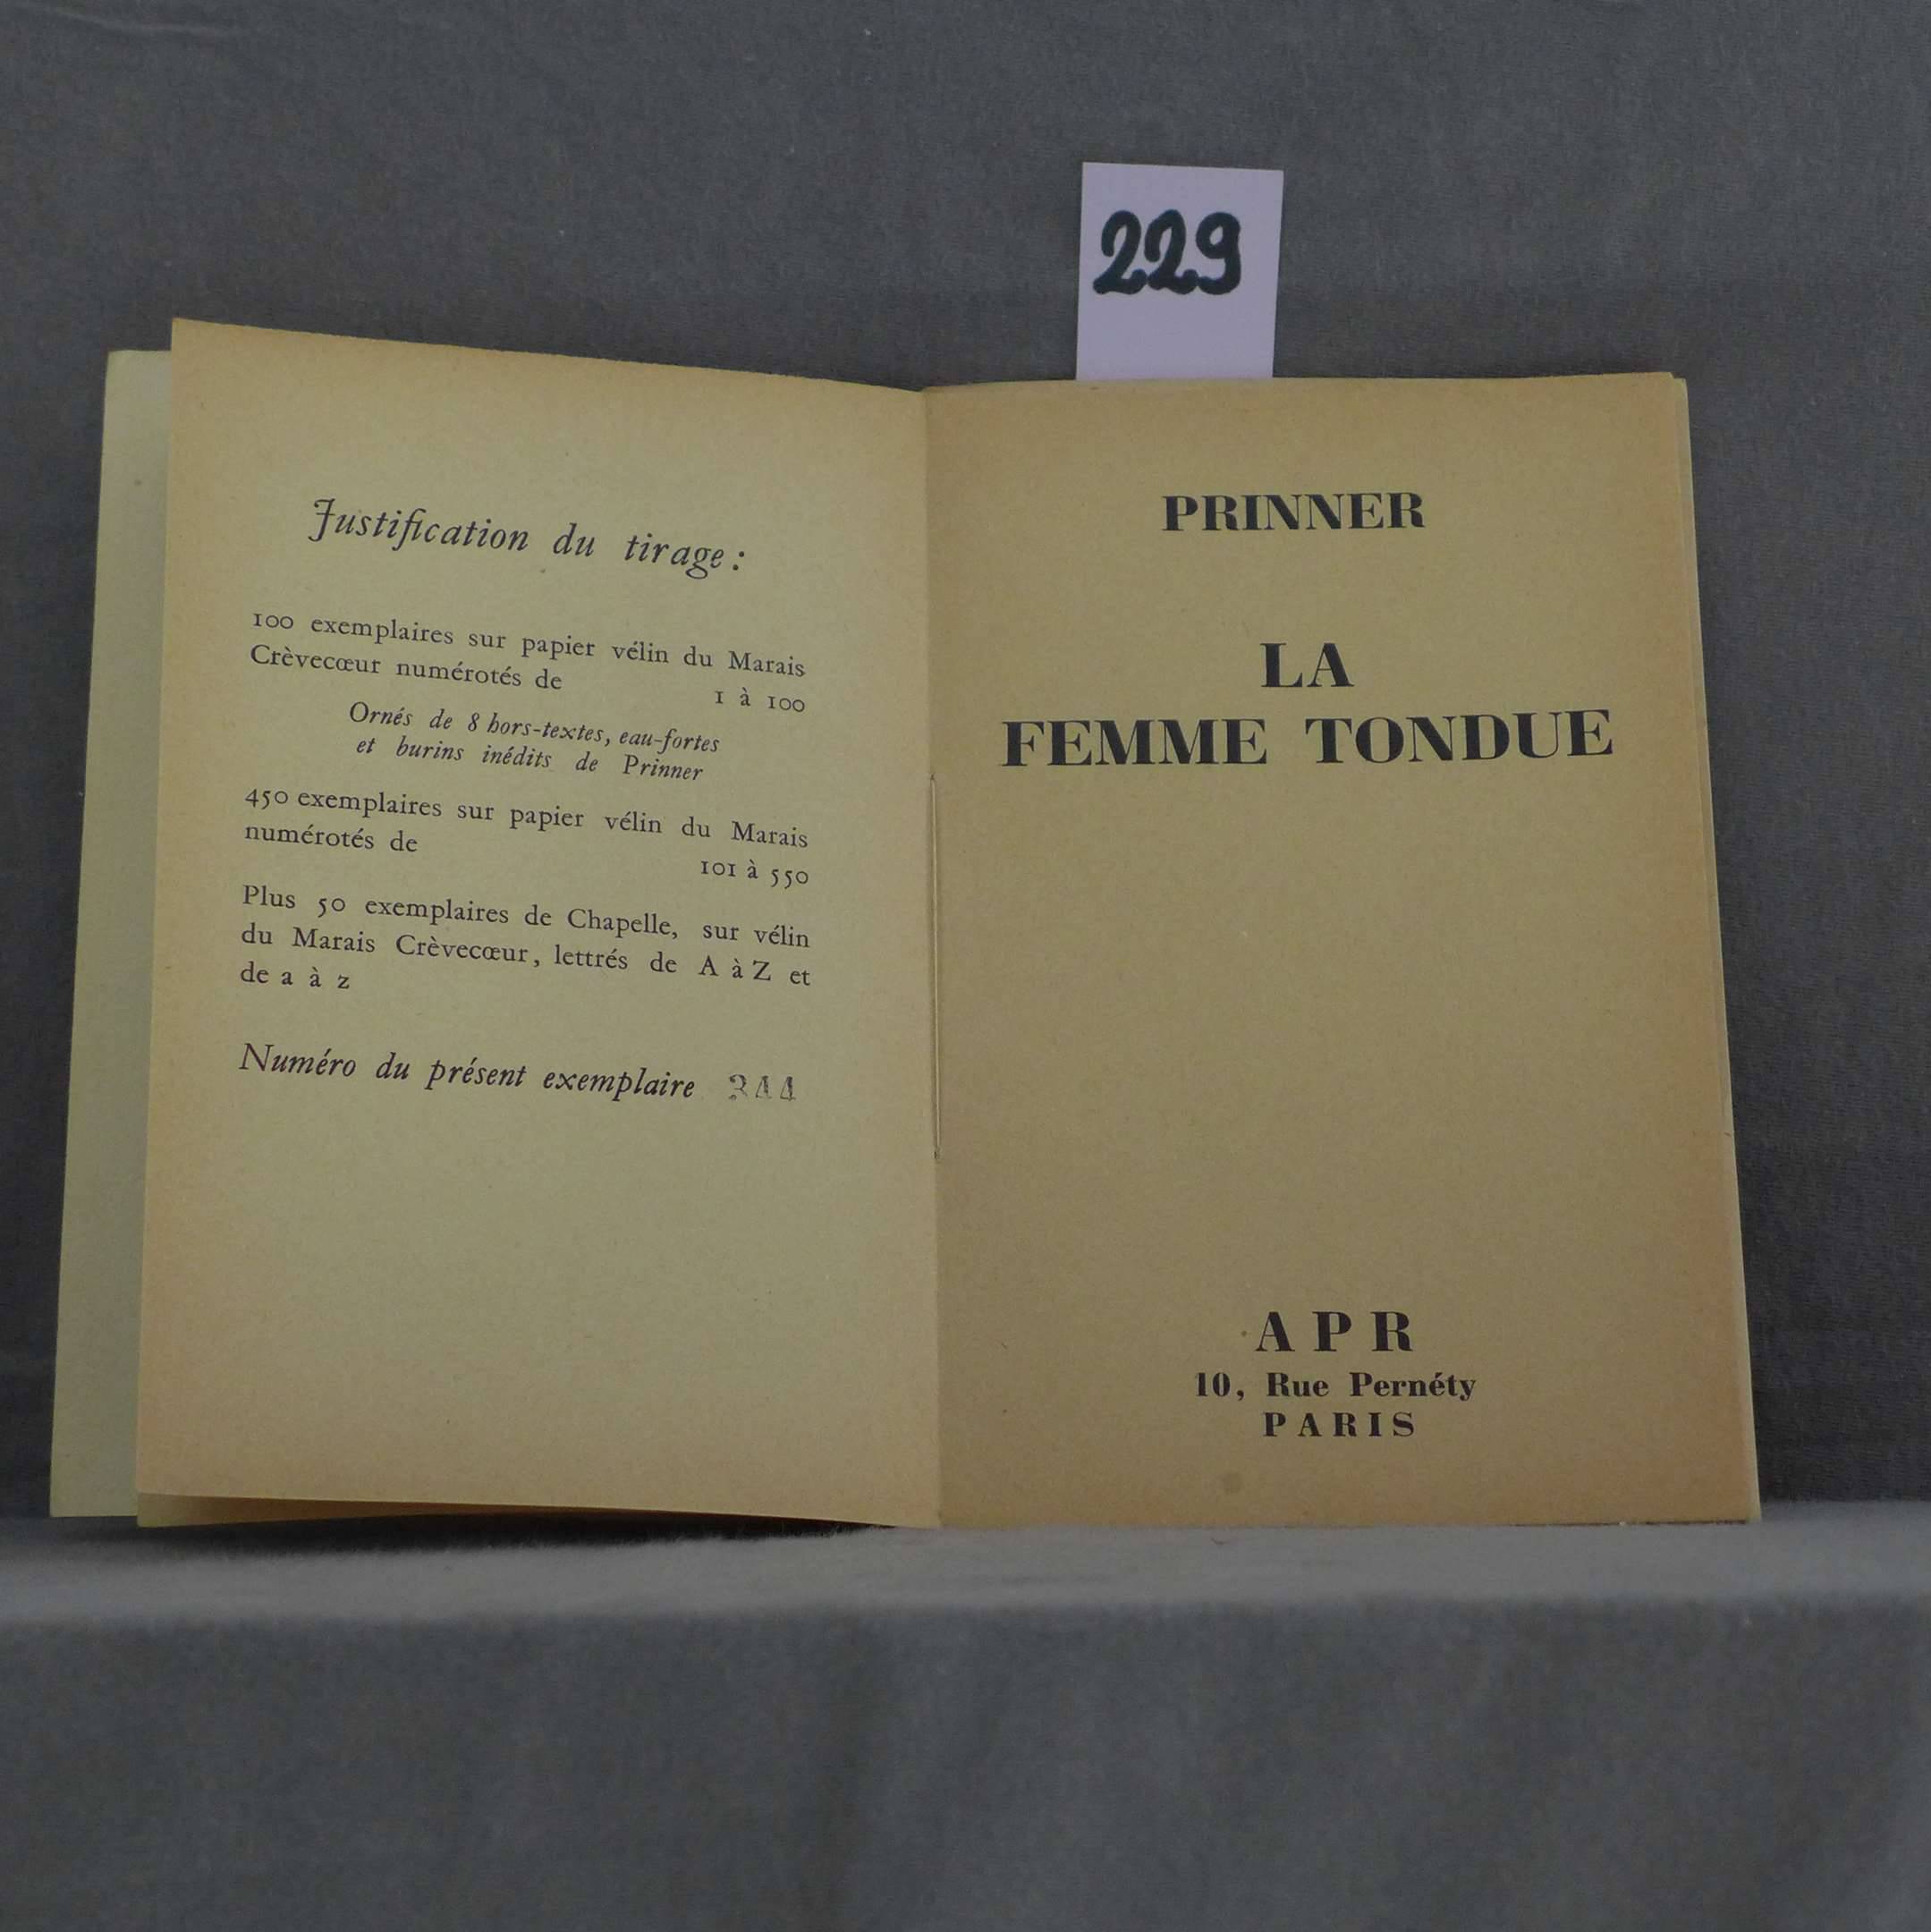 229
Justification du tirage :
100 exemplaires sur papier vélin du Marais
Crèvecœur numérotés de 1 à 100
Ornés de 8 hors-textes, eau-fortes
et burins inédits de Prinner
450 exemplaires sur papier vélin du Marais
numérotés de 101 à 550
Plus 50 exemplaires de Chapelle, sur vélin
du Marais Crèvecœur, lettrés de A à Z et
de a à z
Numéro du présent exemplaire 344
PRINNER
LA
FEMME TONDUE
APR
10, Rue Pernéty
PARIS